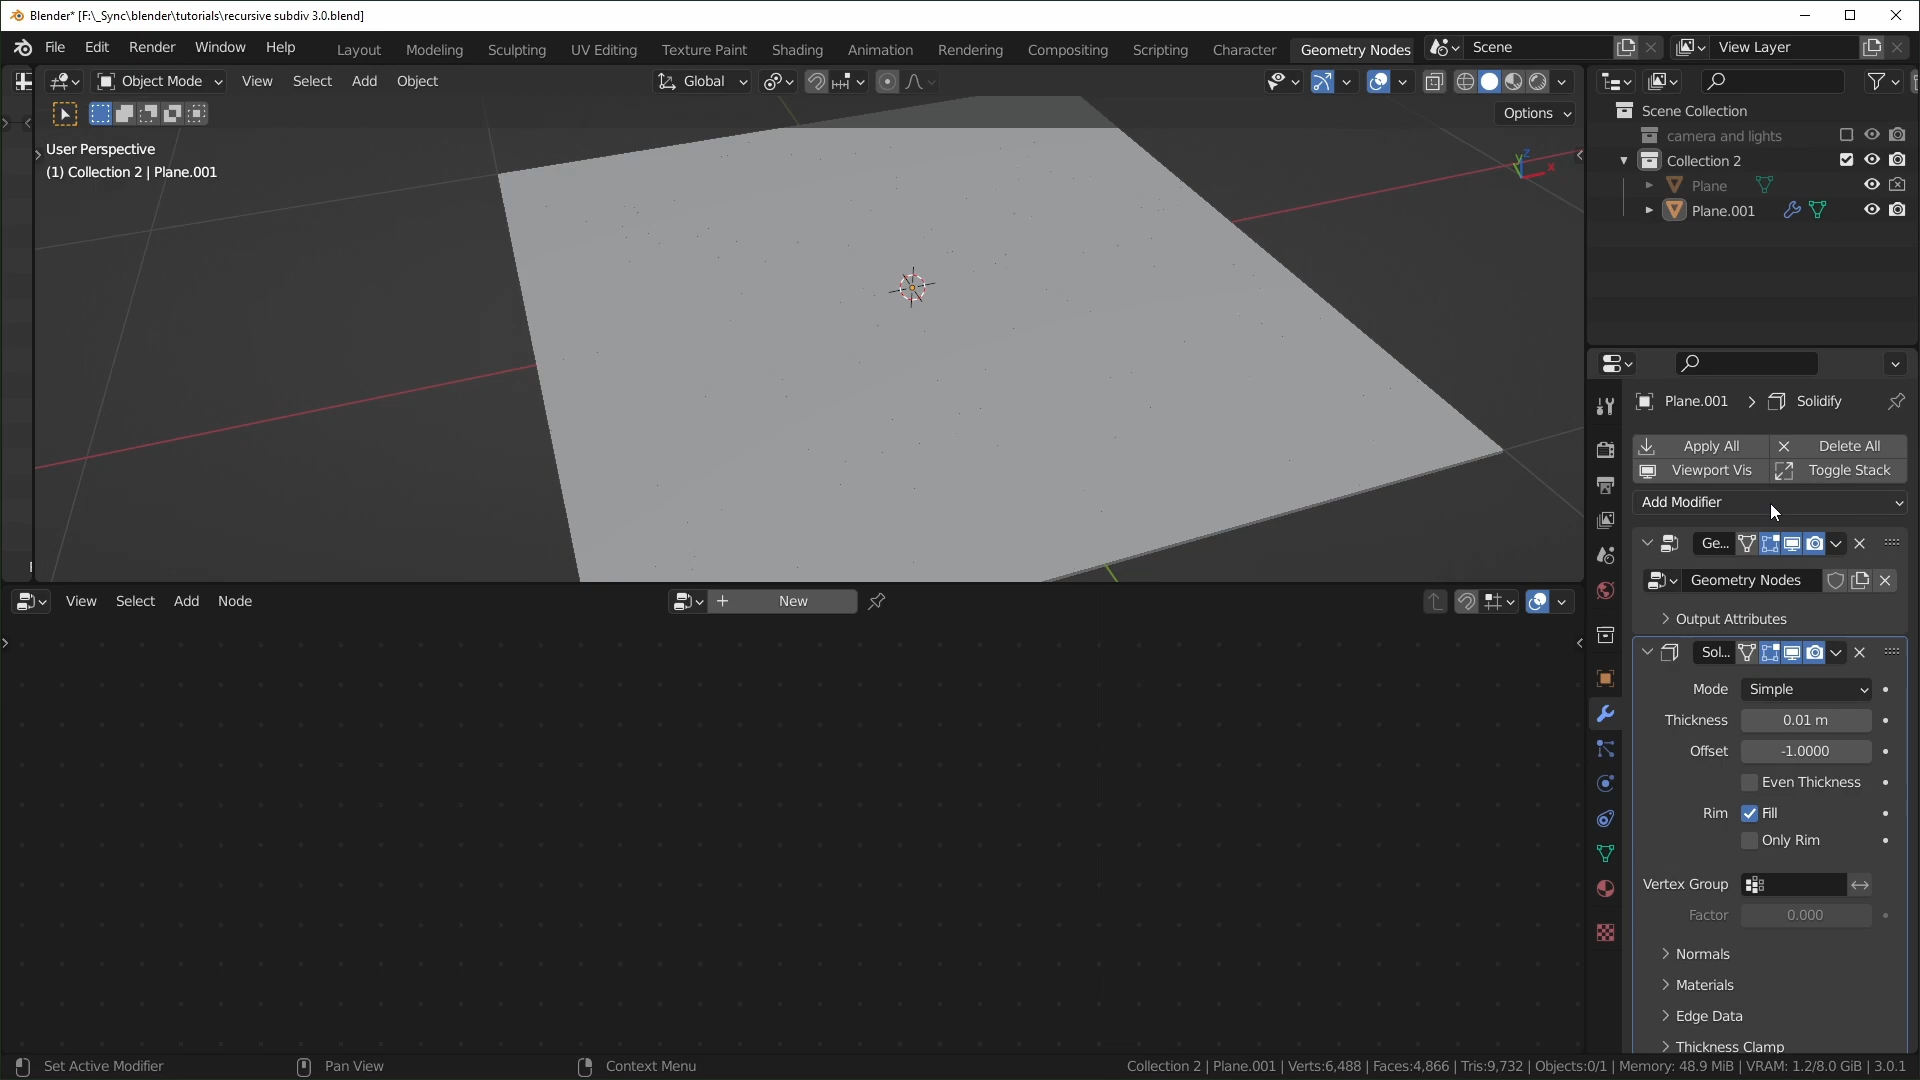 Blender* [F:\_Sync\blender\tutorials\recursive subdiv 3.0.blend]
File Edit Render Window Help Layout Modeling Sculpting UV Editing Texture Paint Shading Animation Rendering Compositing Scripting Character Geometry Nodes Scene View Layer
Object Mode View Select Add Object Global
Options
User Perspective
(1) Collection 2 | Plane.001
Z
Y
X
Scene Collection
camera and lights
Collection 2
Plane
Plane.001
Plane.001 > Solidify
Apply All Delete All
Viewport Vis Toggle Stack
Add Modifier
Ge...
Geometry Nodes
Output Attributes
Sol...
Mode Simple
Thickness 0.01 m
Offset -1.0000
Even Thickness
Rim Fill
Only Rim
Vertex Group
Factor 0.000
Normals
Materials
Edge Data
Thickness Clamp
View Select Add Node New
Set Active Modifier Pan View Context Menu Collection 2 | Plane.001 | Verts:6,488 | Faces:4,866 | Tris:9,732 | Objects:0/1 | Memory: 48.9 MiB | VRAM: 1.2/8.0 GiB | 3.0.1